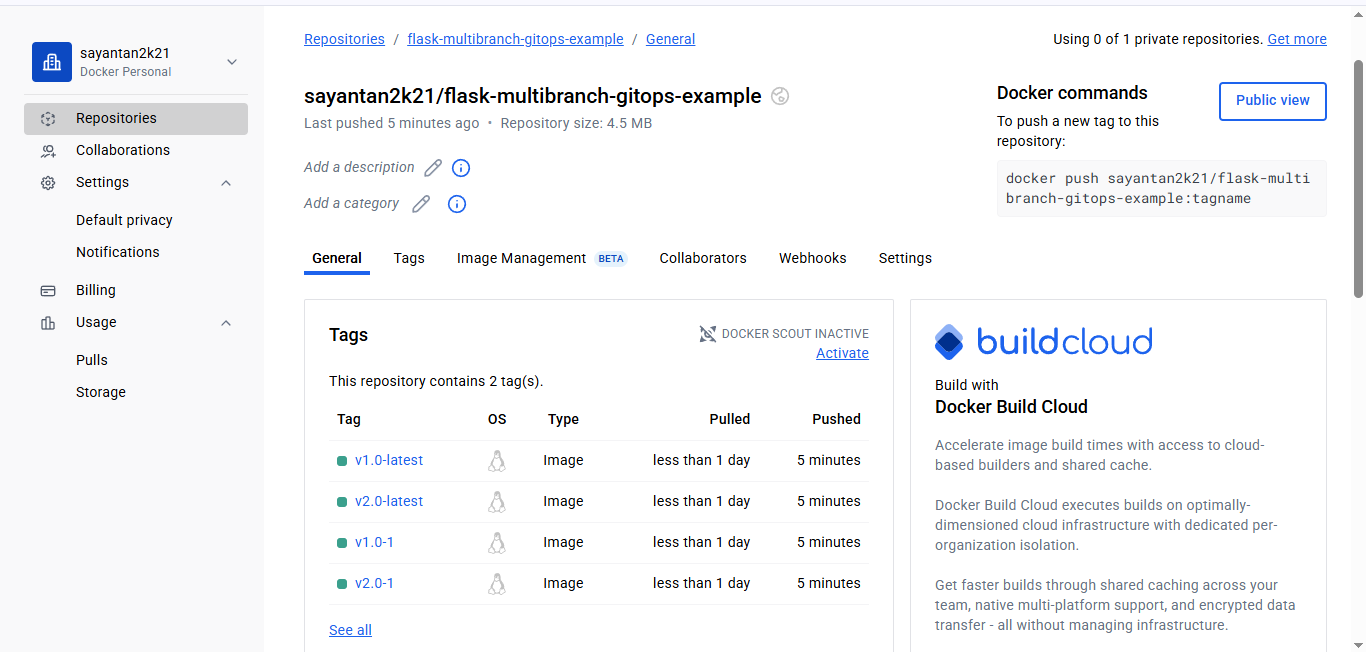 sayantan2k21
Docker Personal
Repositories
Collaborations
Settings
Default privacy
Notifications
Billing
Usage
Pulls
Storage
Repositories / flask-multibranch-gitops-example / General
Using 0 of 1 private repositories. Get more
sayantan2k21/flask-multibranch-gitops-example
Last pushed 5 minutes ago • Repository size: 4.5 MB
Add a description
Add a category
Docker commands
Public view
To push a new tag to this
repository:
docker push sayantan2k21/flask-multi
branch-gitops-example:tagname
General Tags Image Management BETA Collaborators Webhooks Settings
Tags
DOCKER SCOUT INACTIVE
Activate
This repository contains 2 tag(s).
Tag OS Type Pulled Pushed
v1.0-latest Image less than 1 day 5 minutes
v2.0-latest Image less than 1 day 5 minutes
v1.0-1 Image less than 1 day 5 minutes
v2.0-1 Image less than 1 day 5 minutes
See all
buildcloud
Build with
Docker Build Cloud
Accelerate image build times with access to cloud-
based builders and shared cache.
Docker Build Cloud executes builds on optimally-
dimensioned cloud infrastructure with dedicated per-
organization isolation.
Get faster builds through shared caching across your
team, native multi-platform support, and encrypted data
transfer - all without managing infrastructure.